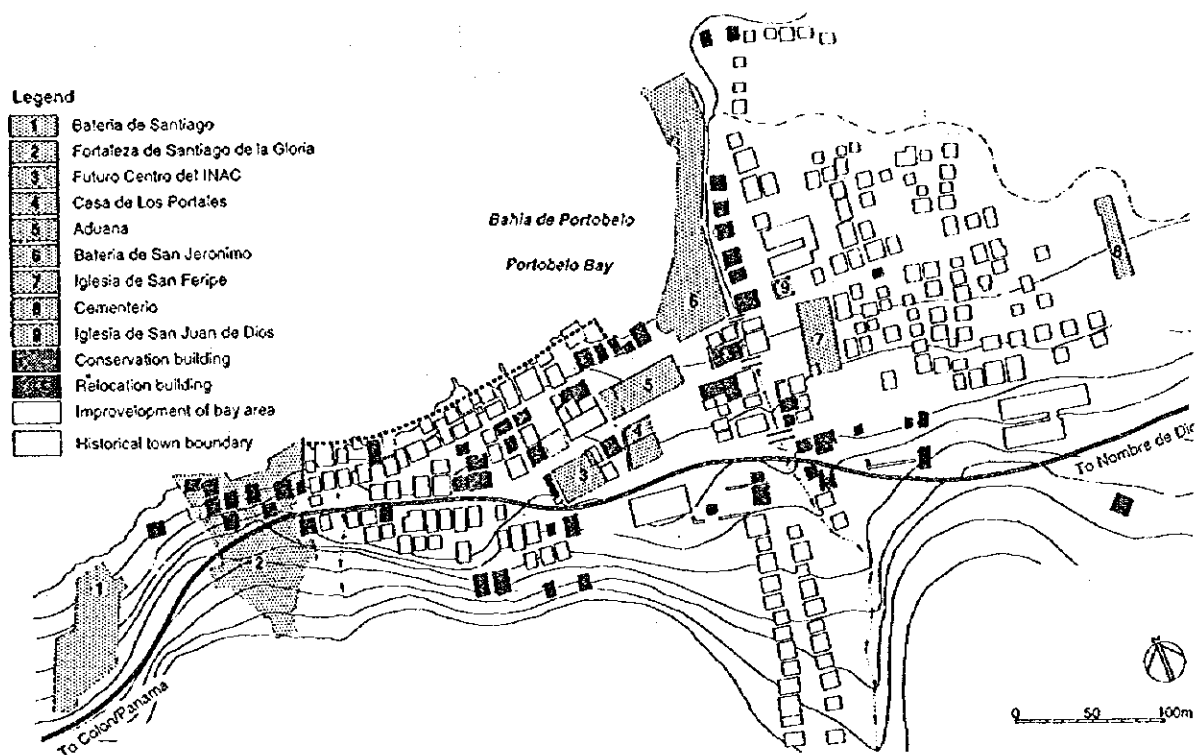 Legend
1 Bateria de Santiago
2 Fortaleza de Santiago de la Gloria
3 Futuro Centro del INAC
4 Casa de Los Portales
5 Aduana
6 Bateria de San Jeronimo
7 Iglesia de San Feripe
8 Cementerio
9 Iglesia de San Juan de Dios
Conservation building
Relocation building
Improvelopment of bay area
Historical town boundary
Bahia de Portobelo
Portobelo Bay
6
9
7
8
5
4
3
2
1
To Nombre de Dios
To Colon/Panama
N
0 50 100m